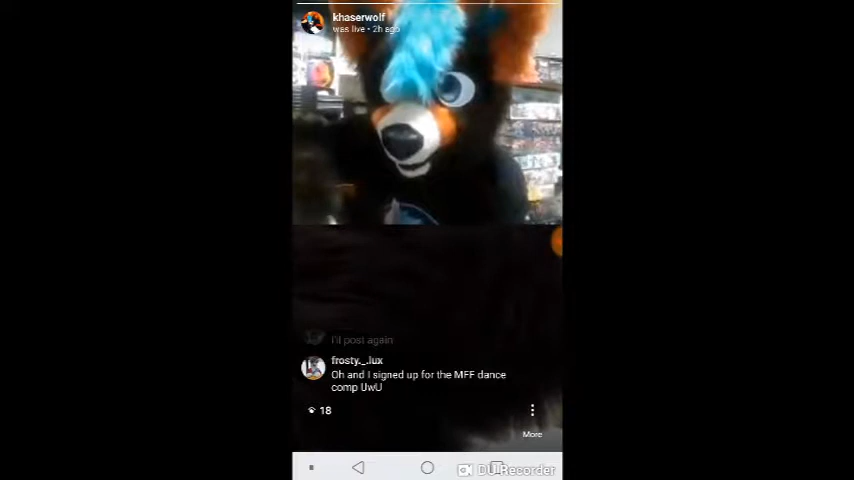 khaserwolf
was live • 2h ago
I'll post again
frosty._.lux
Oh and I signed up for the MFF dance
comp UwU
18
More
DU Recorder